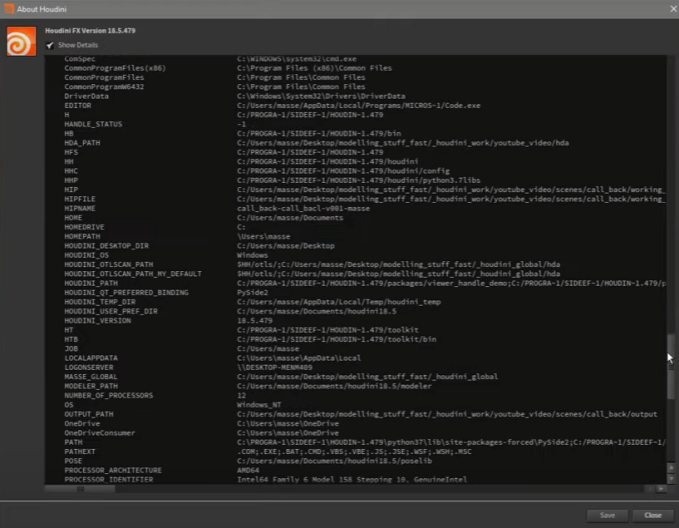 About Houdini
Houdini FX Version 18.5.479
Show Details
ComSpec C:\WINDOWS\system32\cmd.exe
CommonProgramFiles(x86) C:\Program Files (x86)\Common Files
CommonProgramFiles C:\Program Files\Common Files
CommonProgramW6432 C:\Program Files\Common Files
DriverData C:\Windows\System32\Drivers\DriverData
EDITOR C:/Users/masse/AppData/Local/Programs/MICROS~1/Code.exe
H C:/PROGRA~1/SIDEEF~1/HOUDIN~1.479
HANDLE_STATUS -1
HB C:/PROGRA~1/SIDEEF~1/HOUDIN~1.479/bin
HDA_PATH C:/Users/masse/Desktop/modelling_stuff_fast/_houdini_work/youtube_video/hda
HFS C:/PROGRA~1/SIDEEF~1/HOUDIN~1.479
HH C:/PROGRA~1/SIDEEF~1/HOUDIN~1.479/houdini
HHC C:/PROGRA~1/SIDEEF~1/HOUDIN~1.479/houdini/config
HHP C:/PROGRA~1/SIDEEF~1/HOUDIN~1.479/houdini/python3.7libs
HIP C:/Users/masse/Desktop/modelling_stuff_fast/_houdini_work/youtube_video/scenes/call_back/working_
HIPFILE C:/Users/masse/Desktop/modelling_stuff_fast/_houdini_work/youtube_video/scenes/call_back/working_
HIPNAME call_back-call_bacl-v001-masse
HOME C:/Users/masse/Documents
HOMEDRIVE C:
HOMEPATH \Users\masse
HOUDINI_DESKTOP_DIR C:/Users/masse/Desktop
HOUDINI_OS Windows
HOUDINI_OTLSCAN_PATH $HH/otls/;C:/Users/masse/Desktop/modelling_stuff_fast/_houdini_global/hda
HOUDINI_OTLSCAN_PATH_MY_DEFAULT $HH/otls/;C:/Users/masse/Desktop/modelling_stuff_fast/_houdini_global/hda
HOUDINI_PATH C:/PROGRA~1/SIDEEF~1/HOUDIN~1.479/packages/viewer_handle_demo;C:/PROGRA~1/SIDEEF~1/HOUDIN~1.479/p
HOUDINI_QT_PREFERRED_BINDING PySide2
HOUDINI_TEMP_DIR C:/Users/masse/AppData/Local/Temp/houdini_temp
HOUDINI_USER_PREF_DIR C:/Users/masse/Documents/houdini18.5
HOUDINI_VERSION 18.5.479
HT C:/PROGRA~1/SIDEEF~1/HOUDIN~1.479/toolkit
HTB C:/PROGRA~1/SIDEEF~1/HOUDIN~1.479/toolkit/bin
JOB C:/Users/masse
LOCALAPPDATA C:\Users\masse\AppData\Local
LOGONSERVER \\DESKTOP-MENM409
MASSE_GLOBAL C:/Users/masse/Desktop/modelling_stuff_fast/_houdini_global
MODELER_PATH C:/Users/masse/Documents/houdini18.5/modeler
NUMBER_OF_PROCESSORS 12
OS Windows_NT
OUTPUT_PATH C:/Users/masse/Desktop/modelling_stuff_fast/_houdini_work/youtube_video/scenes/call_back/output
OneDrive C:\Users\masse\OneDrive
OneDriveConsumer C:\Users\masse\OneDrive
PATH C:\PROGRA~1\SIDEEF~1\HOUDIN~1.479\python37\lib\site-packages-forced\PySide2;C:/PROGRA~1/SIDEEF~1/
PATHEXT .COM;.EXE;.BAT;.CMD;.VBS;.VBE;.JS;.JSE;.WSF;.WSH;.MSC
POSE C:/Users/masse/Documents/houdini18.5/poselib
PROCESSOR_ARCHITECTURE AMD64
PROCESSOR_IDENTIFIER Intel64 Family 6 Model 158 Stepping 10, GenuineIntel
Save Close